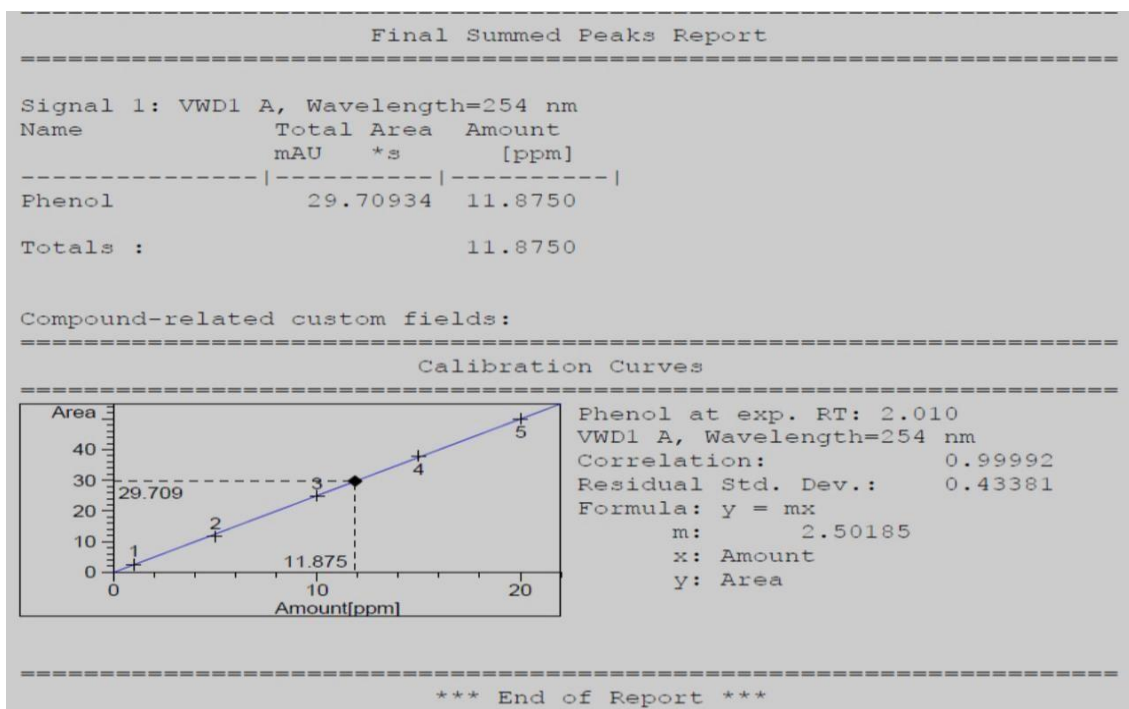 ======================================================================
Final Summed Peaks Report
======================================================================
Signal 1: VWD1 A, Wavelength=254 nm
Name Total Area Amount
mAU *s [ppm]
---------------|-----------|----------|
Phenol 29.70934 11.8750
Totals : 11.8750
Compound-related custom fields:
======================================================================
Calibration Curves
======================================================================
Area
40
30
20
10
0
29.709
11.875
1
2
3
4
5
0 10 20
Amount[ppm]
Phenol at exp. RT: 2.010
VWD1 A, Wavelength=254 nm
Correlation: 0.99992
Residual Std. Dev.: 0.43381
Formula: y = mx
m: 2.50185
x: Amount
y: Area
======================================================================
*** End of Report ***